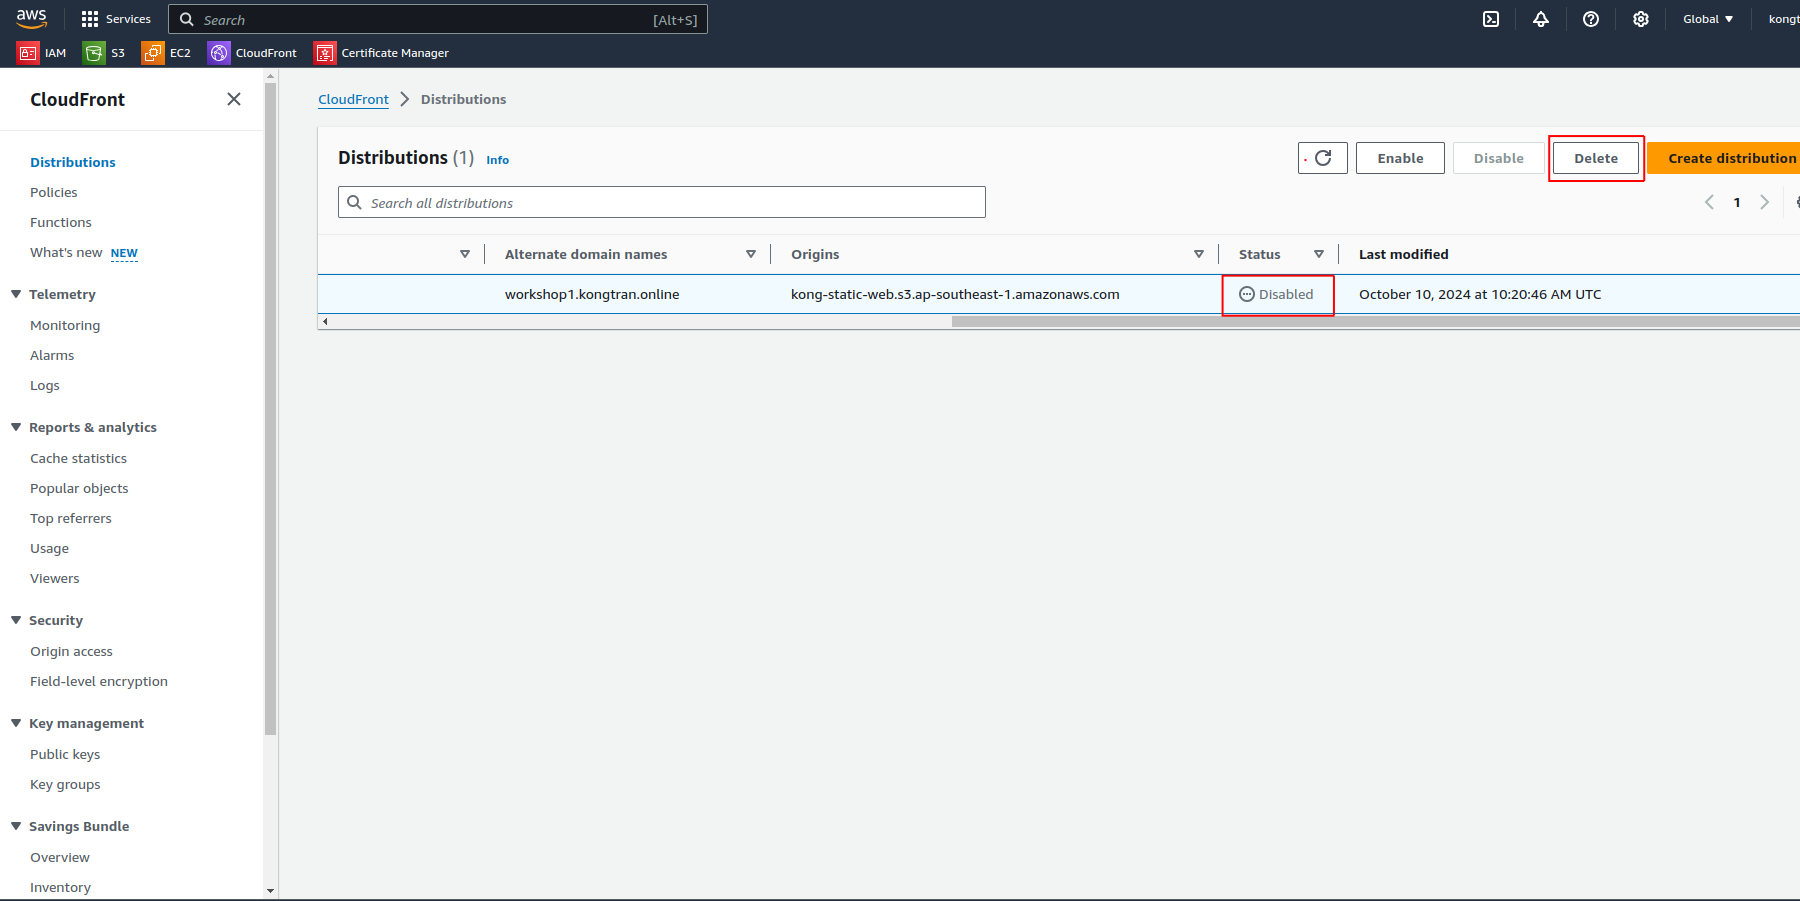 aws Services Search [Alt+S] Global kongt
IAM S3 EC2 CloudFront Certificate Manager
CloudFront
Distributions
Policies
Functions
What's new NEW
Telemetry
Monitoring
Alarms
Logs
Reports & analytics
Cache statistics
Popular objects
Top referrers
Usage
Viewers
Security
Origin access
Field-level encryption
Key management
Public keys
Key groups
Savings Bundle
Overview
Inventory
CloudFront Distributions
Distributions (1) Info Enable Disable Delete Create distribution
Search all distributions 1
Alternate domain names Origins Status Last modified
workshop1.kongtran.online kong-static-web.s3.ap-southeast-1.amazonaws.com Disabled October 10, 2024 at 10:20:46 AM UTC